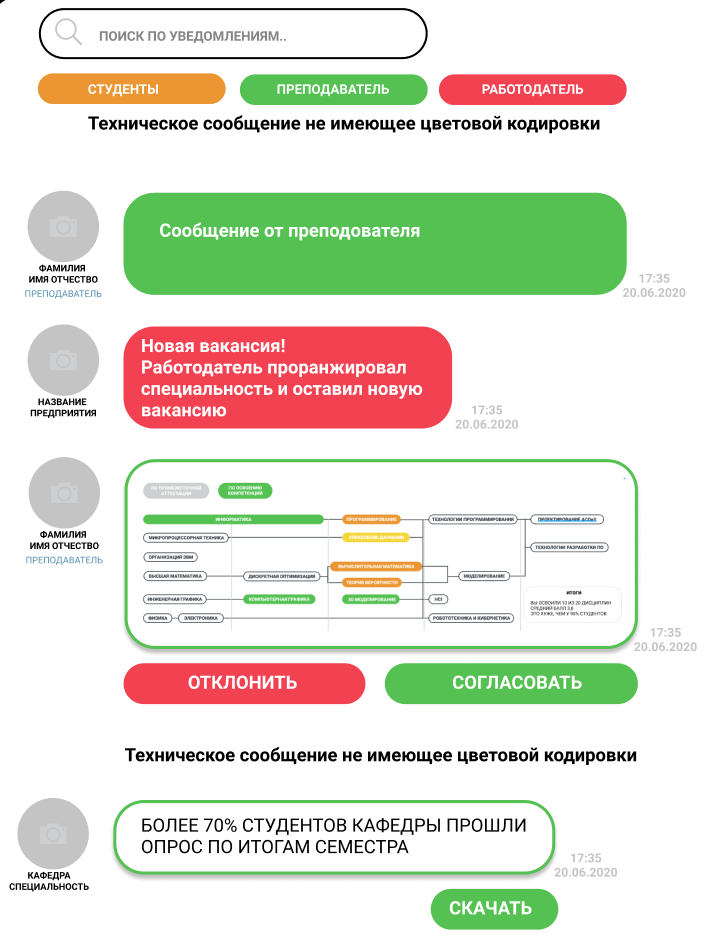 ПОИСК ПО УВЕДОМЛЕНИЯМ..
СТУДЕНТЫ
ПРЕПОДАВАТЕЛЬ
РАБОТОДАТЕЛЬ
Техническое сообщение не имеющее цветовой кодировки
Сообщение от преподователя
ФАМИЛИЯ
ИМЯ ОТЧЕСТВО
ПРЕПОДАВАТЕЛЬ
17:35
20.06.2020
Новая вакансия!
Работодатель проранжировал
специальность и оставил новую
вакансию
НАЗВАНИЕ
ПРЕДПРИЯТИЯ
17:35
20.06.2020
ФАМИЛИЯ
ИМЯ ОТЧЕСТВО
ПРЕПОДАВАТЕЛЬ
ПО ПРОМЕЖУТОЧНОЙ
АТТЕСТАЦИИ
ПО ОСВОЕНИЮ
КОМПЕТЕНЦИЙ
ИНФОРМАТИКА
ПРОГРАММИРОВАНИЕ
ТЕХНОЛОГИИ ПРОГРАММИРОВАНИЯ
ПРОЕКТИРОВАНИЕ АСОИУ
МИКРОПРОЦЕССОРНАЯ ТЕХНИКА
УПРАВЛЕНИЕ ДАННЫМИ
ТЕХНОЛОГИИ РАЗРАБОТКИ ПО
ОРГАНИЗАЦИЯ ЭВМ
ВЫЧИСЛИТЕЛЬНАЯ МАТЕМАТИКА
ВЫСШАЯ МАТЕМАТИКА
ДИСКРЕТНАЯ ОПТИМИЗАЦИЯ
ТЕОРИЯ ВЕРОЯТНОСТИ
МОДЕЛИРОВАНИЕ
ИНЖЕНЕРНАЯ ГРАФИКА
КОМПЬЮТЕРНАЯ ГРАФИКА
3D МОДЕЛИРОВАНИЕ
HCI
ФИЗИКА
ЭЛЕКТРОНИКА
РОБОТОТЕХНИКА И КИБЕРНЕТИКА
ИТОГИ
ВЫ ОСВОИЛИ 10 ИЗ 20 ДИСЦИПЛИН
СРЕДНИЙ БАЛЛ 3,8
ЭТО ХУЖЕ, ЧЕМ У 90% СТУДЕНТОВ
17:35
20.06.2020
ОТКЛОНИТЬ
СОГЛАСОВАТЬ
Техническое сообщение не имеющее цветовой кодировки
БОЛЕЕ 70% СТУДЕНТОВ КАФЕДРЫ ПРОШЛИ
ОПРОС ПО ИТОГАМ СЕМЕСТРА
КАФЕДРА
СПЕЦИАЛЬНОСТЬ
17:35
20.06.2020
СКАЧАТЬ